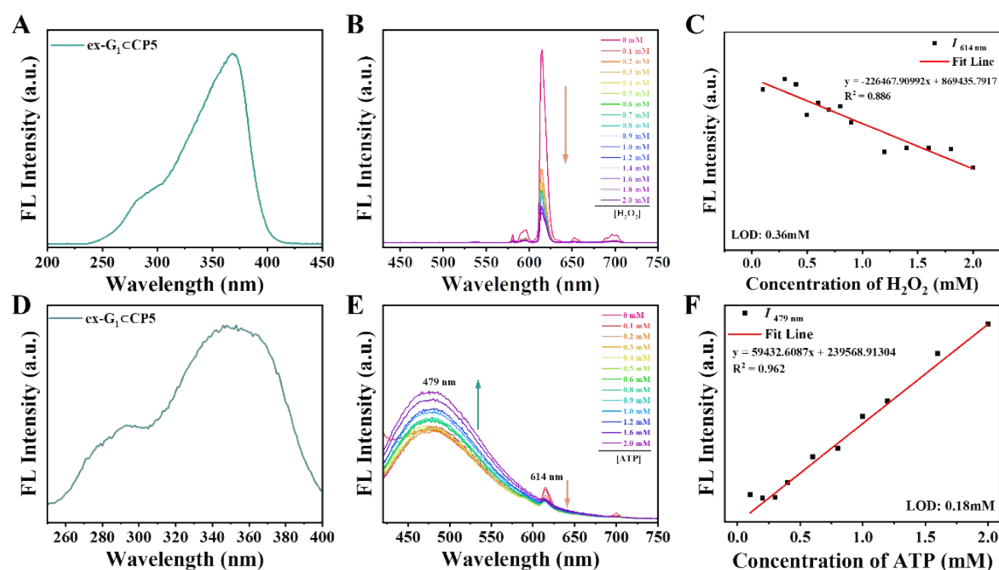 A
ex-G₁⊂CP5
FL Intensity (a.u.)
200 250 300 350 400 450
Wavelength (nm)
B
0 mM
0.1 mM
0.2 mM
0.3 mM
0.4 mM
0.5 mM
0.6 mM
0.7 mM
0.8 mM
0.9 mM
1.0 mM
1.2 mM
1.4 mM
1.6 mM
1.8 mM
2.0 mM
[H₂O₂]
FL Intensity (a.u.)
450 500 550 600 650 700 750
Wavelength (nm)
C
I 614 nm
Fit Line
y = -226467.90992x + 869435.7917
R² = 0.886
LOD: 0.36mM
FL Intensity (a.u.)
0.0 0.5 1.0 1.5 2.0
Concentration of H₂O₂ (mM)
D
ex-G₁⊂CP5
FL Intensity (a.u.)
260 280 300 320 340 360 380 400
Wavelength (nm)
E
479 nm
614 nm
0 mM
0.1 mM
0.2 mM
0.3 mM
0.4 mM
0.5 mM
0.6 mM
0.8 mM
0.9 mM
1.0 mM
1.2 mM
1.6 mM
2.0 mM
[ATP]
FL Intensity (a.u.)
450 500 550 600 650 700 750
Wavelength (nm)
F
I 479 nm
Fit Line
y = 59432.6087x + 239568.91304
R² = 0.962
LOD: 0.18mM
FL Intensity (a.u.)
0.0 0.4 0.8 1.2 1.6 2.0
Concentration of ATP (mM)